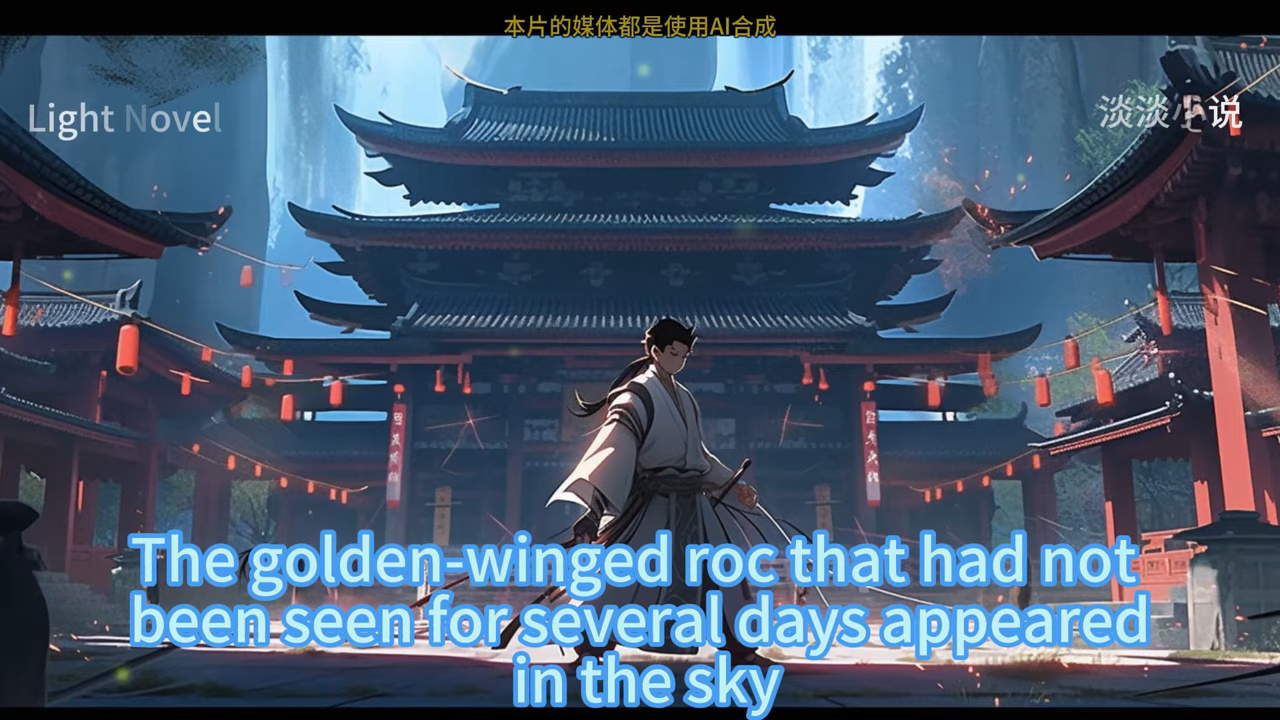 本片的媒体都是使用AI合成
Light Novel
淡淡小说
The golden-winged roc that had not
been seen for several days appeared
in the sky